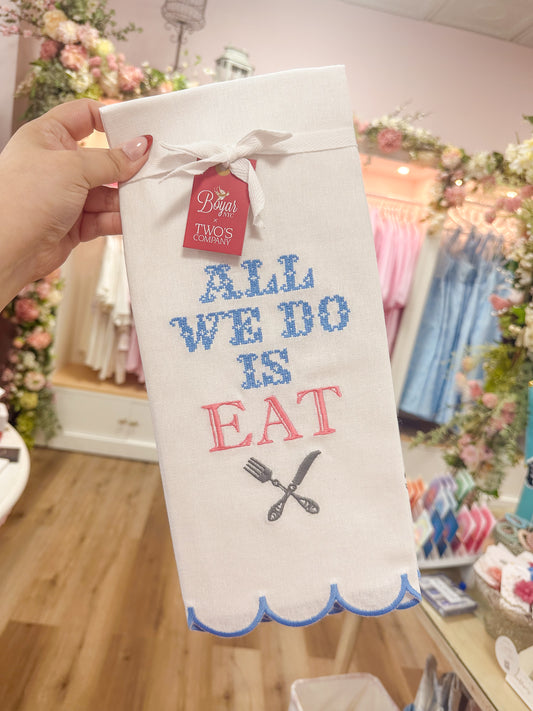 Boyar
NYC
×
TWO'S
COMPANY
ALL
WE DO
IS
EAT